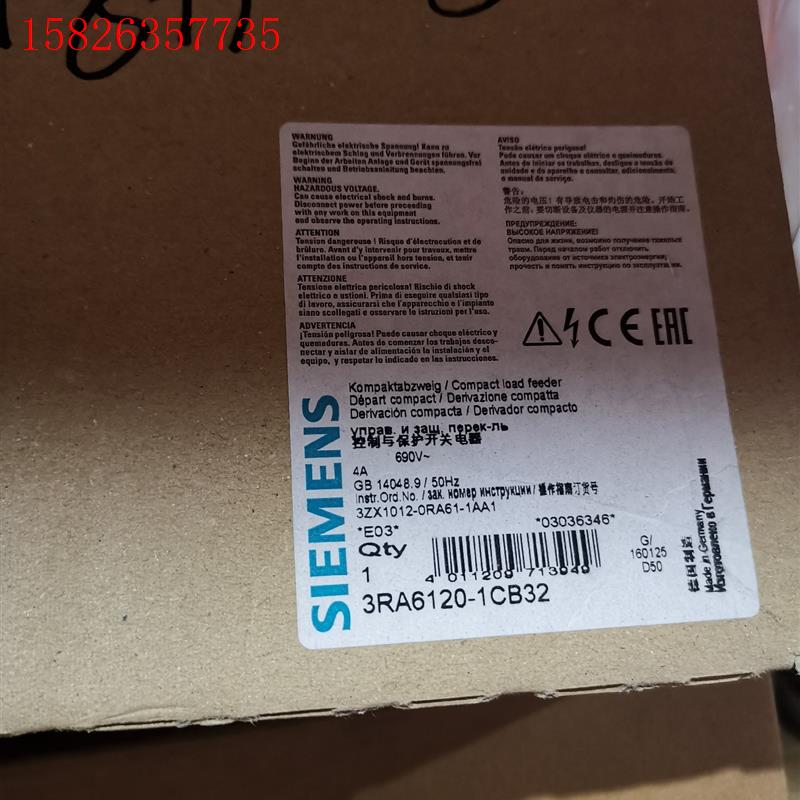 15826357735
WARNUNG
Gefährliche elektrische Spannung! Kann zu
elektrischem Schlag und Verbrennungen führen. Vor
Beginn der Arbeiten Anlage und Gerät spannungsfrei
schalten und Betriebsanleitung beachten.
WARNING
HAZARDOUS VOLTAGE.
Can cause electrical shock and burns.
Disconnect power before proceeding
with any work on this equipment
and observe the operating instructions.
ATTENTION
Tension dangereuse ! Risque d'électrocution et de
brûlure. Avant d'y intervenir pour travaux, mettre
l'installation ou l'appareil hors tension, et tenir
compte des instructions de service.
ATTENZIONE
Tensione elettrica pericolosa! Rischio di shock
elettrico e ustioni. Prima di eseguire qualsiasi tipo
di lavoro, assicurarsi che l'apparecchio e l'impianto
siano scollegati e osservare le istruzioni per l'uso.
ADVERTENCIA
¡Tensión peligrosa! Puede causar choque eléctrico y
quemaduras. Antes de comenzar los trabajos desco-
nectar y aislar de alimentación la instalación y el
equipo, y respetar lo indicado en las instrucciones.
AVISO
Tensão elétrica perigosa!
Pode causar um choque elétrico e queimaduras.
Antes de iniciar os trabalhos, desligue a tensão da
unidade e do aparelho e consultar, adicionalmente,
o manual do serviço.
警告:
危险的电压! 有导致电击和灼伤的危险。开始工
作之前, 要切断设备及仪器的电源并注意操作指南。
ПРЕДУПРЕЖДЕНИЕ:
ВЫСОКОЕ НАПРЯЖЕНИЕ.
Опасно для жизни, возможно получение тяжелых
травм. Перед началом работ отключить
оборудование от источника электроэнергии;
прочесть и понять инструкцию по эксплуатации.
CE EAC
SIEMENS
Kompaktabzweig / Compact load feeder
Départ compact / Derivazione compatta
Derivación compacta / Derivador compacto
управ. и защ. перек-ль
控制与保护开关电器
690V~
4A
GB 14048.9 / 50Hz
Instr.Ord.No. / зак. номер инструкции / 操作指南订货号
3ZX1012-0RA61-1AA1
*E03* *03036346*
Qty
1
4 011209 713949
3RA6120-1CB32
G/
160125
D50
德国制造
Made in Germany
Изготовлено в Германии